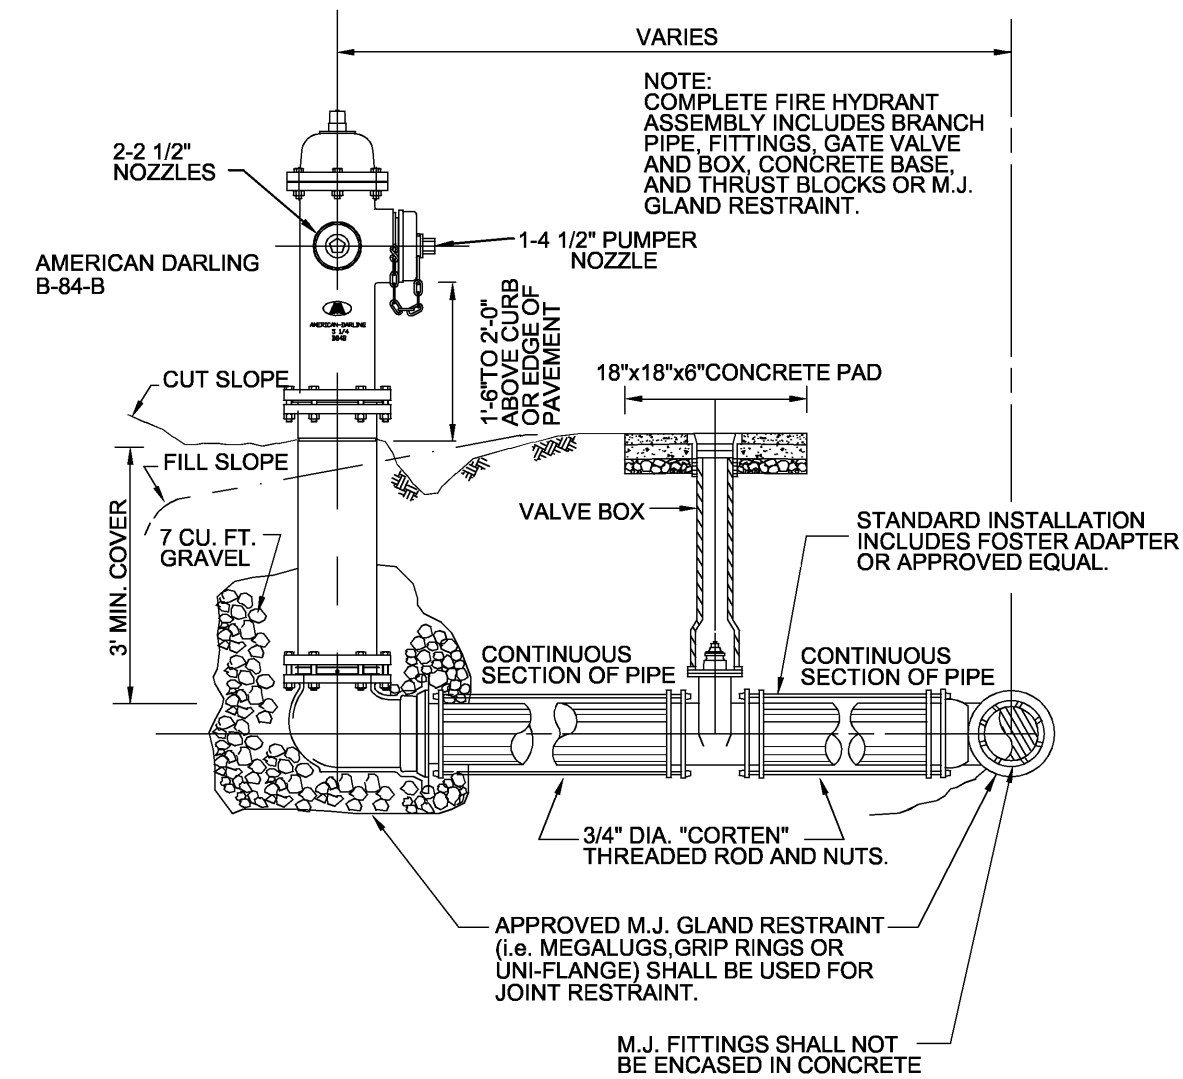 VARIES
NOTE:
COMPLETE FIRE HYDRANT
ASSEMBLY INCLUDES BRANCH
PIPE, FITTINGS, GATE VALVE
AND BOX, CONCRETE BASE,
AND THRUST BLOCKS OR M.J.
GLAND RESTRAINT.
2-2 1/2"
NOZZLES
1-4 1/2" PUMPER
NOZZLE
AMERICAN DARLING
B-84-B
AMERICAN-DARLING
5 1/4
B84B
1'-6"TO 2'-0"
ABOVE CURB
OR EDGE OF
PAVEMENT
CUT SLOPE
18"x18"x6"CONCRETE PAD
FILL SLOPE
3' MIN. COVER
7 CU. FT.
GRAVEL
VALVE BOX
STANDARD INSTALLATION
INCLUDES FOSTER ADAPTER
OR APPROVED EQUAL.
CONTINUOUS
SECTION OF PIPE
CONTINUOUS
SECTION OF PIPE
3/4" DIA. "CORTEN"
THREADED ROD AND NUTS.
APPROVED M.J. GLAND RESTRAINT
(i.e. MEGALUGS,GRIP RINGS OR
UNI-FLANGE) SHALL BE USED FOR
JOINT RESTRAINT.
M.J. FITTINGS SHALL NOT
BE ENCASED IN CONCRETE